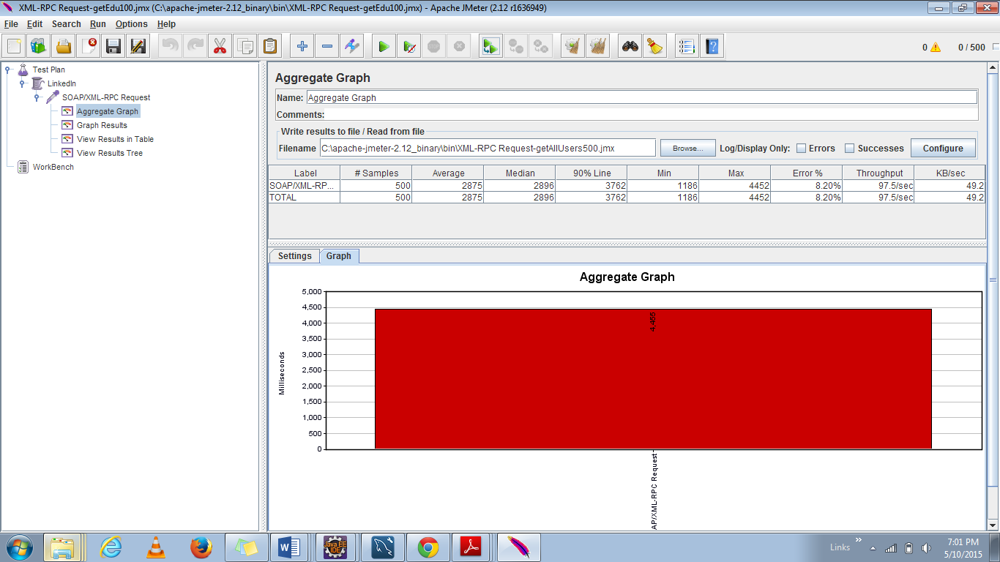 XML-RPC Request-getEdu100.jmx (C:\apache-jmeter-2.12_binary\bin\XML-RPC Request-getEdu100.jmx) - Apache JMeter (2.12 r1636949)
File Edit Search Run Options Help
0 0 / 500
Test Plan
LinkedIn
SOAP/XML-RPC Request
Aggregate Graph
Graph Results
View Results in Table
View Results Tree
WorkBench
Aggregate Graph
Name: Aggregate Graph
Comments:
Write results to file / Read from file
Filename C:\apache-jmeter-2.12_binary\bin\XML-RPC Request-getAllUsers500.jmx Browse... Log/Display Only: Errors Successes Configure
Label # Samples Average Median 90% Line Min Max Error % Throughput KB/sec
SOAP/XML-RP... 500 2875 2896 3762 1186 4452 8.20% 97.5/sec 49.2
TOTAL 500 2875 2896 3762 1186 4452 8.20% 97.5/sec 49.2
Settings Graph
Aggregate Graph
5,000
4,500
4,000
3,500
3,000
2,500
2,000
1,500
1,000
500
0
Milliseconds
AP/XML-RPC Request-
Java EE
IDE
Links
7:01 PM
5/10/2015